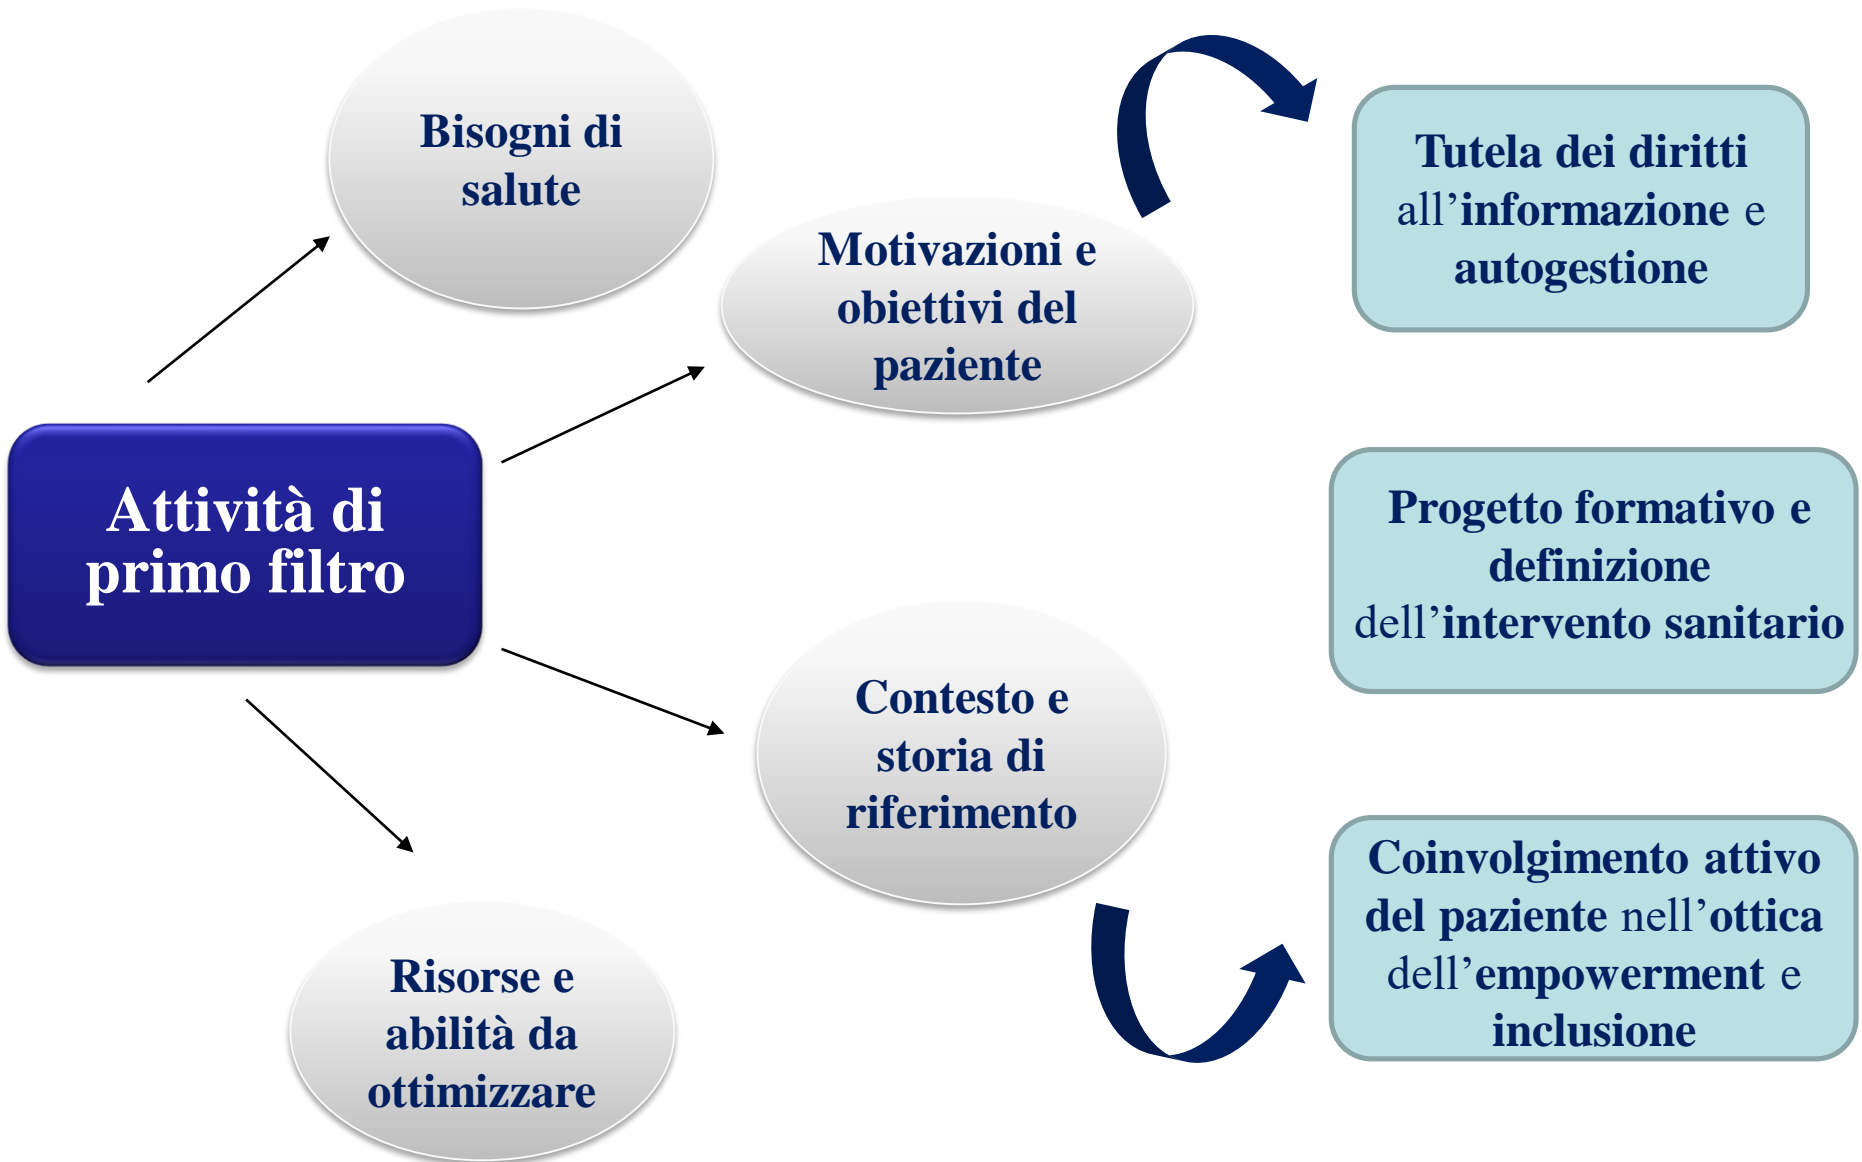 Bisogni di
salute
Motivazioni e
obiettivi del
paziente
Tutela dei diritti
all’informazione e
autogestione
Attività di
primo filtro
Progetto formativo e
definizione
dell’intervento sanitario
Contesto e
storia di
riferimento
Coinvolgimento attivo
del paziente nell’ottica
dell’empowerment e
inclusione
Risorse e
abilità da
ottimizzare